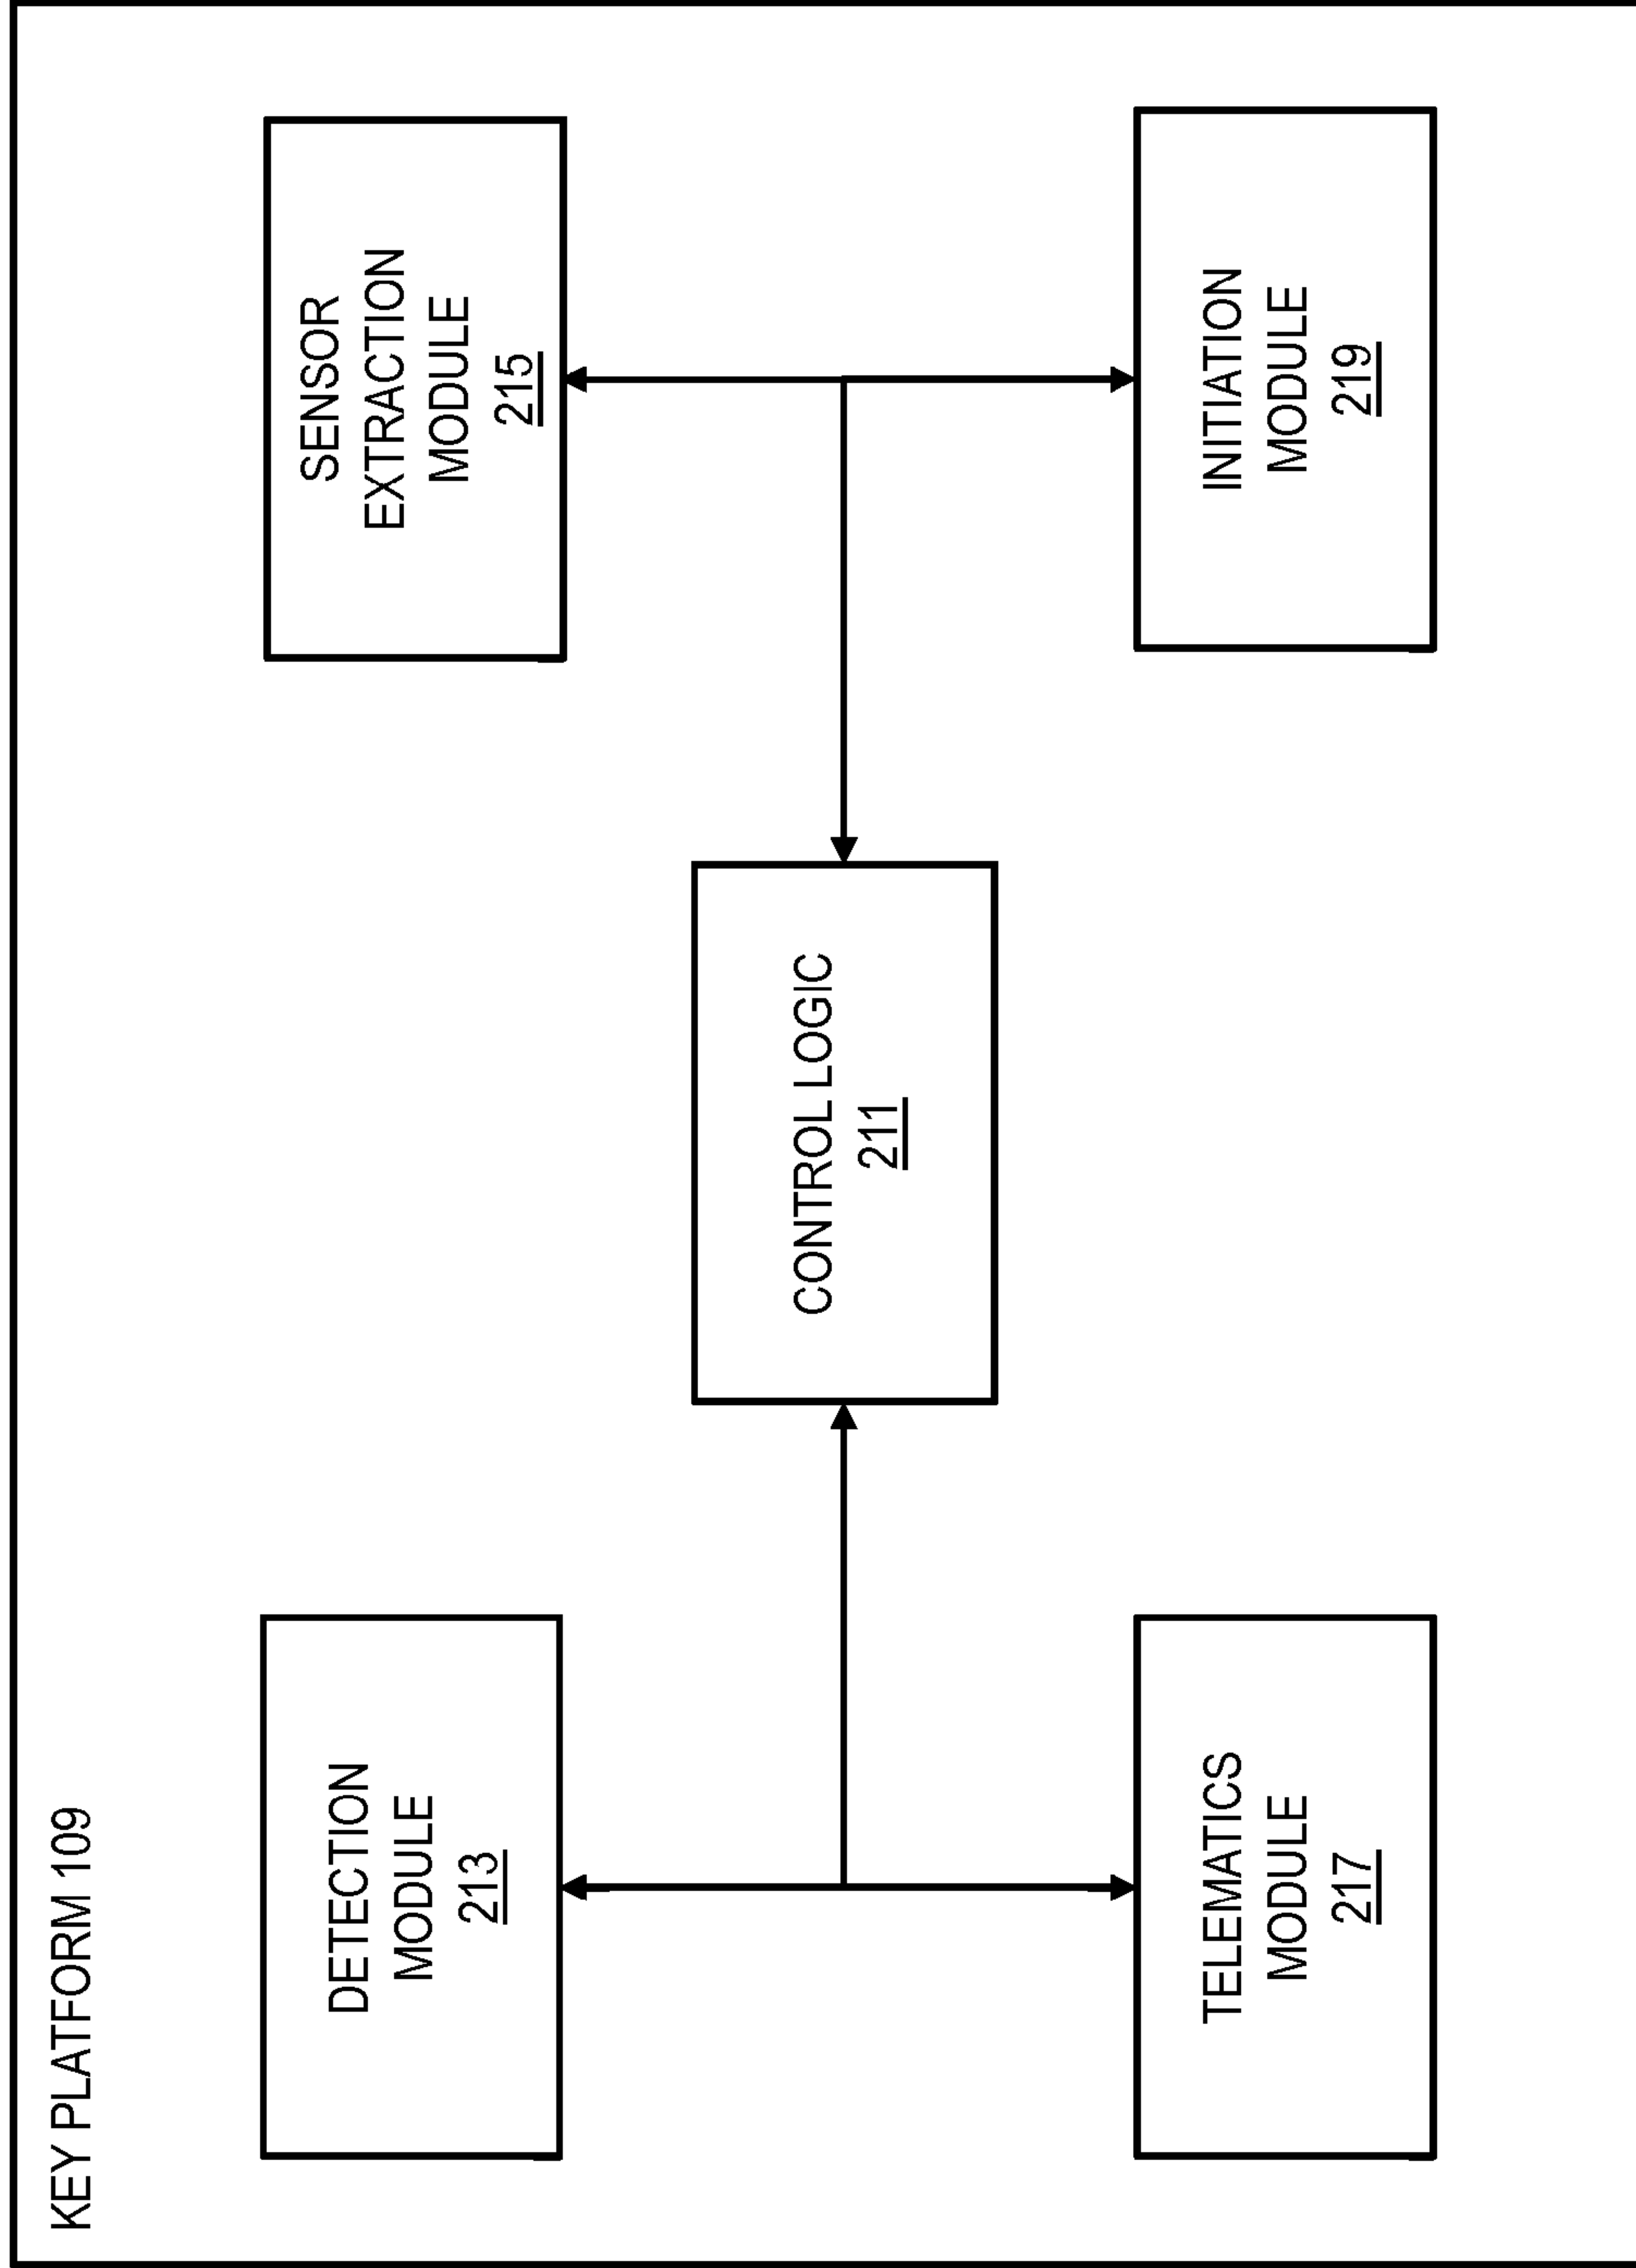 KEY PLATFORM 109
DETECTION
MODULE
213
SENSOR
EXTRACTION
MODULE
215
CONTROL LOGIC
211
TELEMATICS
MODULE
217
INITIATION
MODULE
219